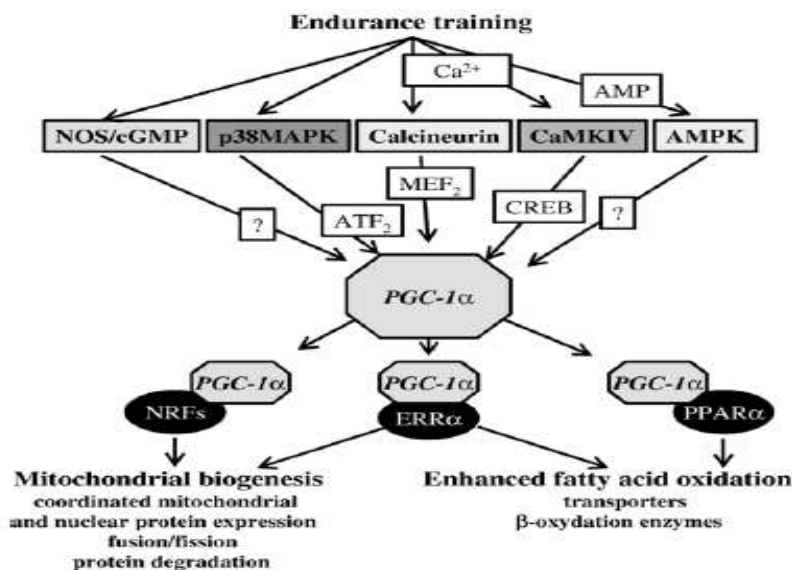 Endurance training
Ca²⁺
AMP
NOS/cGMP p38MAPK Calcineurin CaMKIV AMPK
MEF₂
? ATF₂ CREB ?
PGC-1α
PGC-1α PGC-1α PGC-1α
NRFs ERRα PPARα
Mitochondrial biogenesis
coordinated mitochondrial
and nuclear protein expression
fusion/fission
protein degradation
Enhanced fatty acid oxidation
transporters
β-oxydation enzymes